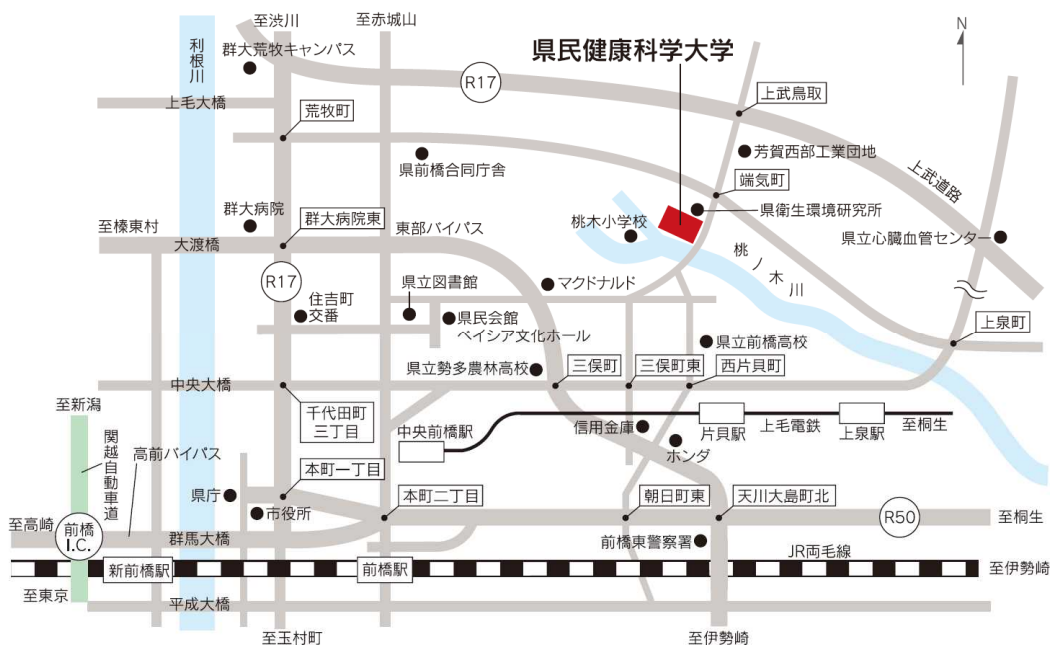 至渋川
至赤城山
N
利根川
群大荒牧キャンパス
県民健康科学大学
R17
上毛大橋
荒牧町
上武鳥取
県前橋合同庁舎
芳賀西部工業団地
上武道路
端気町
群大病院
群大病院東
県衛生環境研究所
至榛東村
大渡橋
東部バイパス
桃木小学校
県立心臓血管センター
桃ノ木川
R17
住吉町
交番
県立図書館
マクドナルド
県民会館
ベイシア文化ホール
上泉町
県立前橋高校
県立勢多農林高校
三俣町
三俣町東
西片貝町
中央大橋
至新潟
千代田町
三丁目
関越自動車道
高前バイパス
中央前橋駅
信用金庫
片貝駅
上毛電鉄
上泉駅
至桐生
ホンダ
本町一丁目
県庁
市役所
本町二丁目
朝日町東
天川大島町北
R50
至桐生
至高崎
前橋
I.C.
群馬大橋
前橋東警察署
JR両毛線
新前橋駅
前橋駅
至伊勢崎
至東京
平成大橋
至玉村町
至伊勢崎